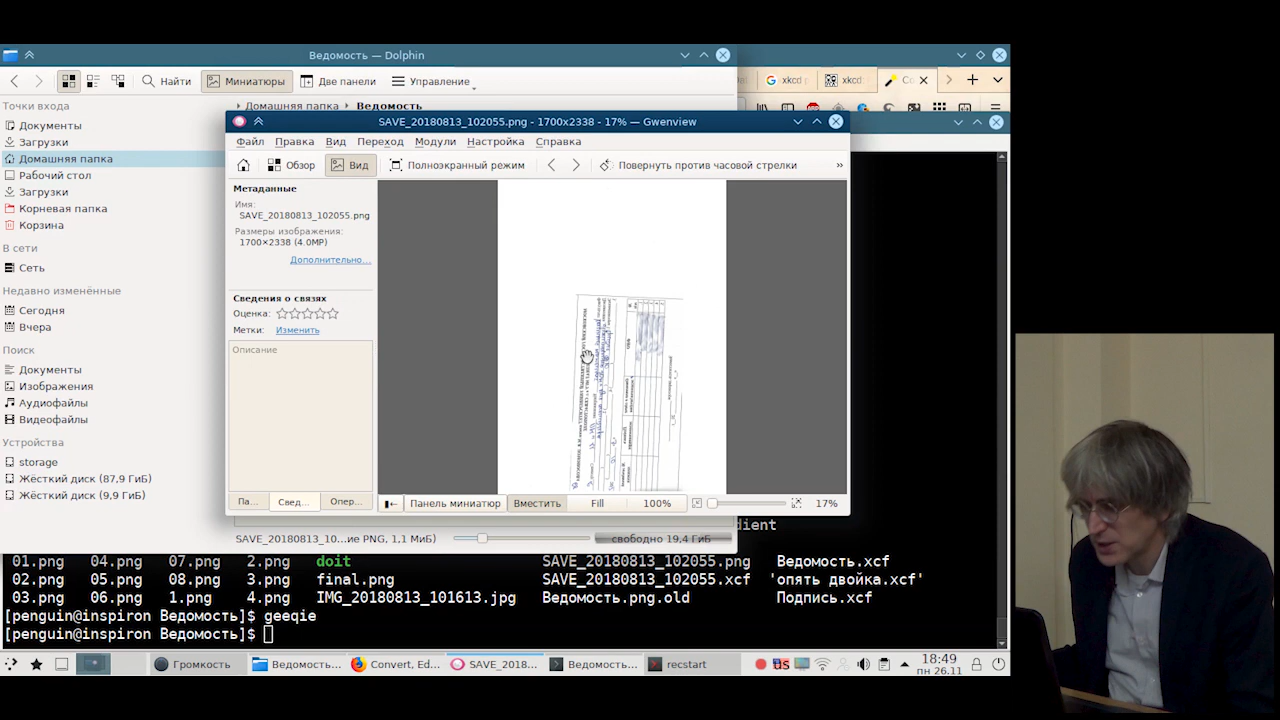 Ведомость — Dolphin
Найти Миниатюры Две панели Управление
Точки входа
Домашняя папка Ведомость
Документы
Загрузки
Домашняя папка
Рабочий стол
Загрузки
Корневая папка
Корзина
В сети
Сеть
Недавно изменённые
Сегодня
Вчера
Поиск
Документы
Изображения
Аудиофайлы
Видеофайлы
Устройства
storage
Жёсткий диск (87,9 ГиБ)
Жёсткий диск (9,9 ГиБ)
xkcd
xkcd:
SAVE_20180813_102055.png - 1700x2338 - 17% — Gwenview
Файл Правка Вид Переход Модули Настройка Справка
Обзор Вид Полноэкранный режим Повернуть против часовой стрелки »
Метаданные
Имя:
SAVE_20180813_102055.png
Размеры изображения:
1700×2338 (4.0MP)
Дополнительно...
Сведения о связях
Оценка:
Метки: Изменить
Описание
Па... Свед... Опер... Панель миниатюр Вместить Fill 100% 17%
SAVE_20180813_10...ие PNG, 1,1 МиБ) свободно 19,4 ГиБ
dient
01.png 04.png 07.png 2.png doit SAVE_20180813_102055.png Ведомость.xcf
02.png 05.png 08.png 3.png final.png SAVE_20180813_102055.xcf 'опять двойка.xcf'
03.png 06.png 1.png 4.png IMG_20180813_101613.jpg Ведомость.png.old Подпись.xcf
[penguin@inspiron Ведомость]$ geeqie
[penguin@inspiron Ведомость]$
Громкость Ведомость... Convert, Ed... SAVE_2018... Ведомость... recstart us 18:49
пн 26.11